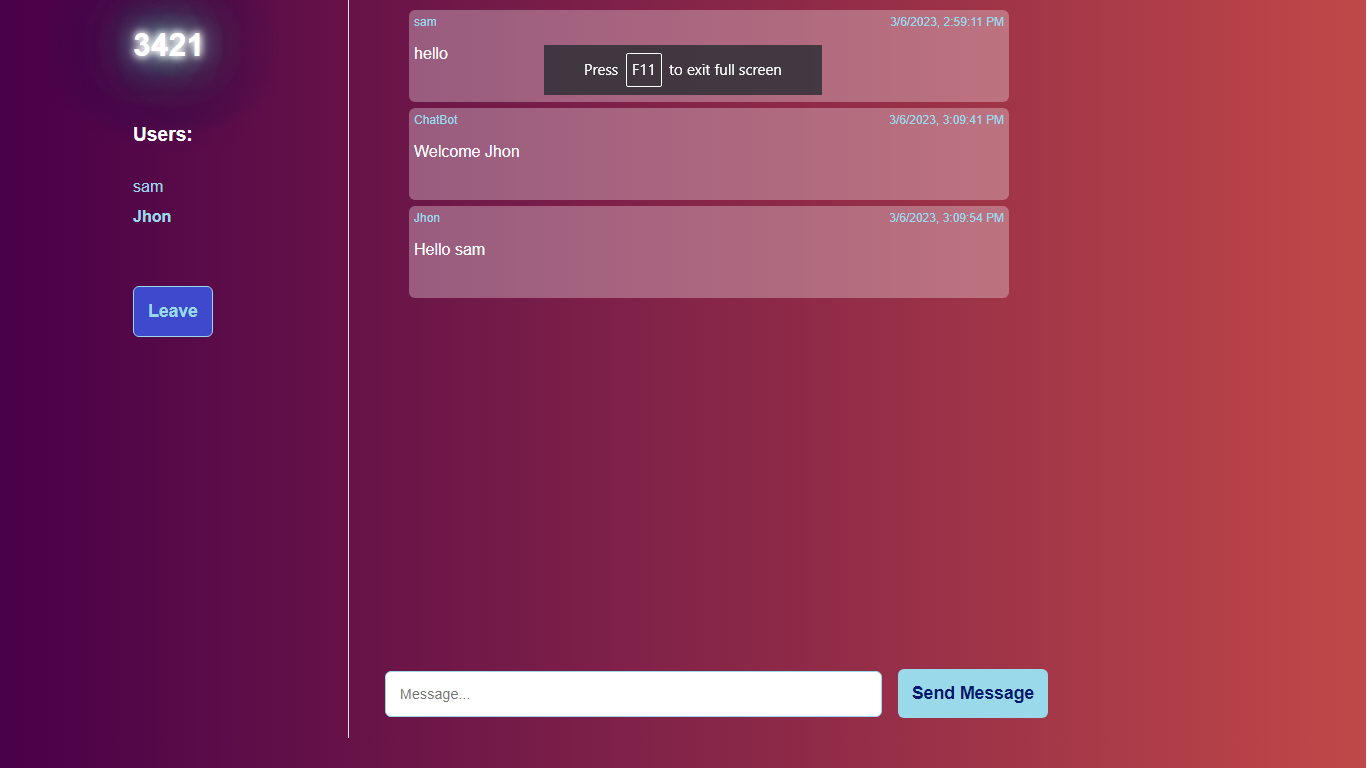 3421
Users:
sam
Jhon
Leave
sam 3/6/2023, 2:59:11 PM
hello
Press F11 to exit full screen
ChatBot 3/6/2023, 3:09:41 PM
Welcome Jhon
Jhon 3/6/2023, 3:09:54 PM
Hello sam
Message... Send Message